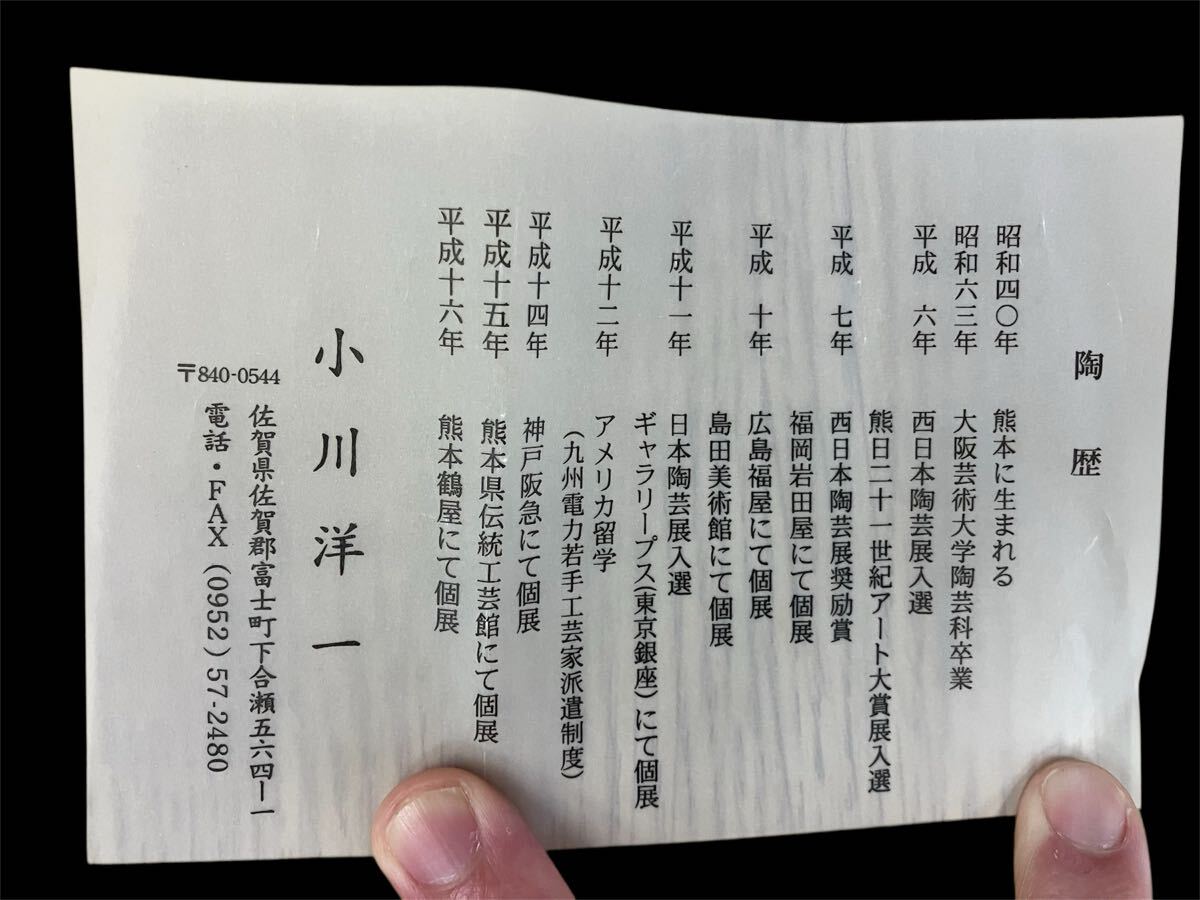 陶歴
昭和四〇年 熊本に生まれる
昭和六三年 大阪芸術大学陶芸科卒業
平成 六年 西日本陶芸展入選
熊日二十一世紀アート大賞展入選
平成 七年 西日本陶芸展奨励賞
福岡岩田屋にて個展
平成 十年 広島福屋にて個展
島田美術館にて個展
平成十一年 日本陶芸展入選
ギャラリープス(東京銀座)にて個展
平成十二年 アメリカ留学
(九州電力若手工芸家派遣制度)
平成十四年 神戸阪急にて個展
平成十五年 熊本県伝統工芸館にて個展
平成十六年 熊本鶴屋にて個展
小川洋一
〒840-0544
佐賀県佐賀郡富士町下合瀬五六四ー一
電話・FAX (0952)57-2480